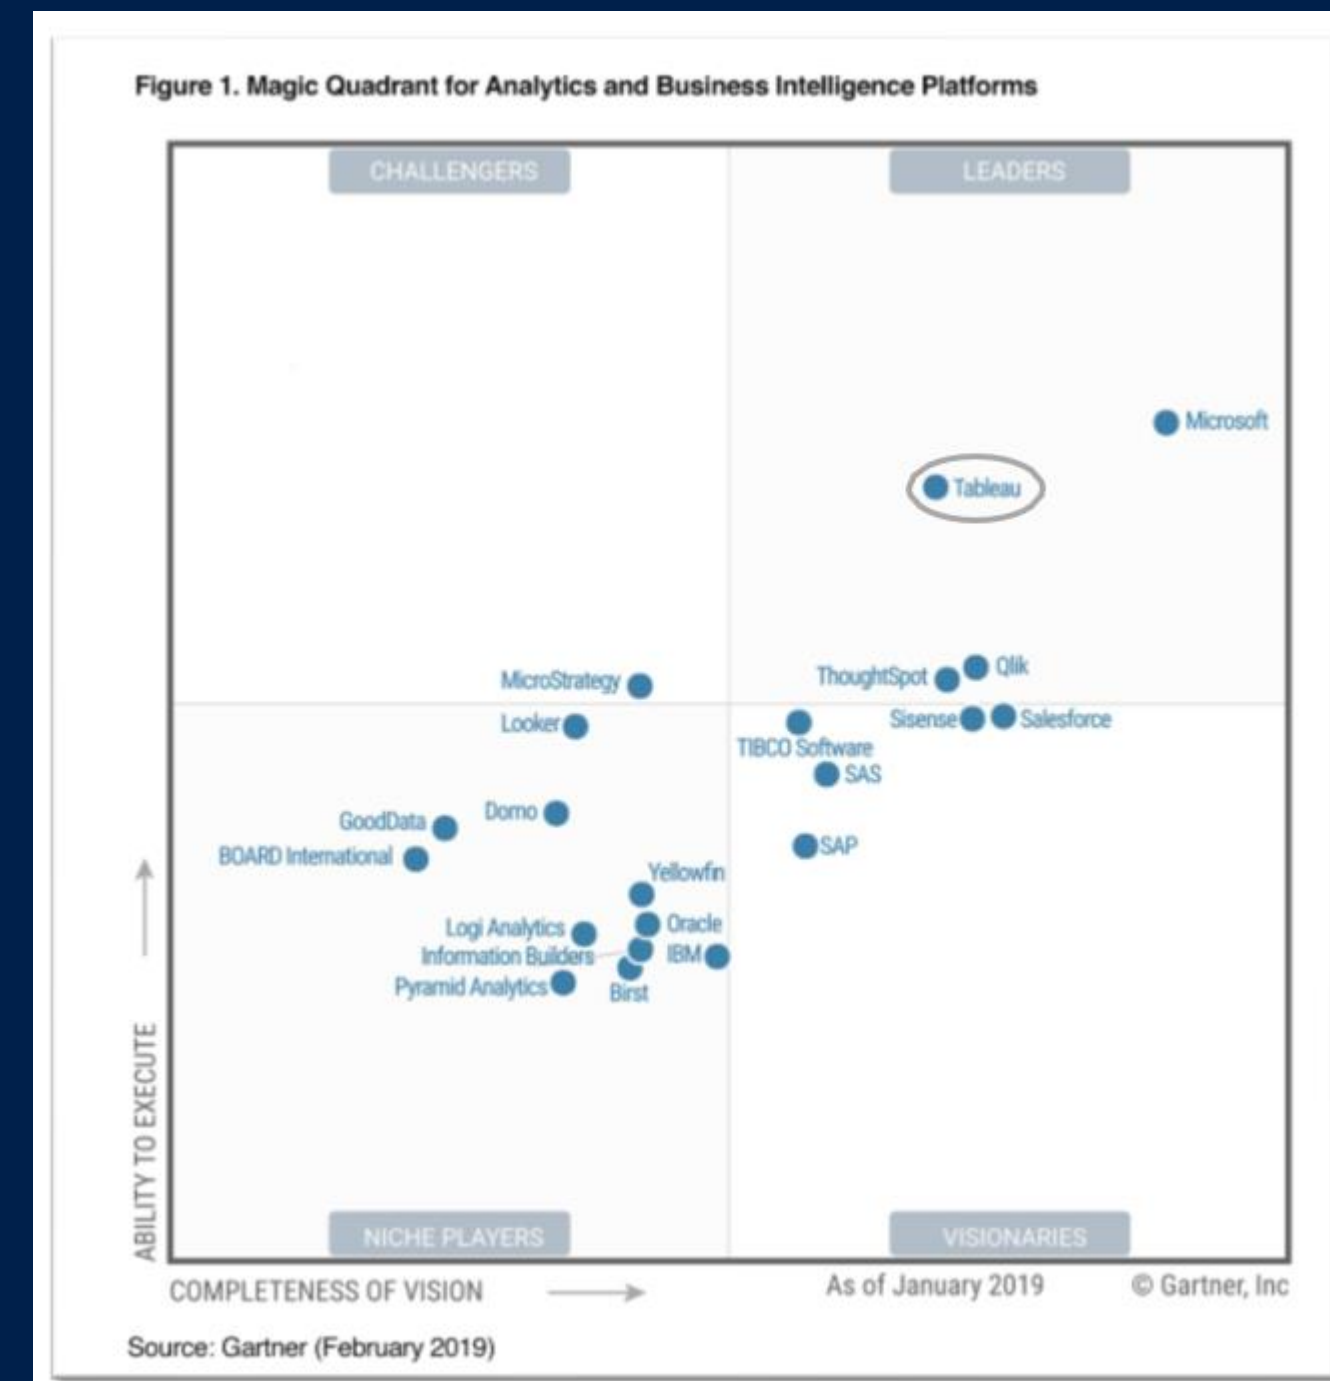 Figure 1. Magic Quadrant for Analytics and Business Intelligence Platforms
CHALLENGERS
LEADERS
Microsoft
Tableau
MicroStrategy
ThoughtSpot
Qlik
Looker
Sisense
Salesforce
TIBCO Software
SAS
GoodData
Domo
BOARD International
SAP
Yellowfin
Logi Analytics
Oracle
Information Builders
IBM
Pyramid Analytics
Birst
ABILITY TO EXECUTE
NICHE PLAYERS
VISIONARIES
COMPLETENESS OF VISION
As of January 2019
© Gartner, Inc
Source: Gartner (February 2019)